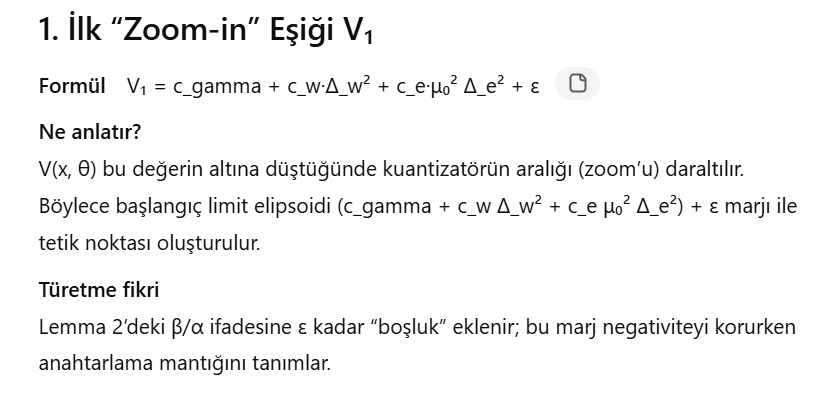 1. İlk “Zoom-in” Eşiği V₁
Formül V₁ = c_gamma + c_w·Δ_w² + c_e·μ₀² Δ_e² + ε
Ne anlatır?
V(x, θ) bu değerin altına düştüğünde kuantizatörün aralığı (zoom’u) daraltılır.
Böylece başlangıç limit elipsoidi (c_gamma + c_w Δ_w² + c_e μ₀² Δ_e²) + ε marjı ile
tetik noktası oluşturulur.
Türetme fikri
Lemma 2’deki β/α ifadesine ε kadar “boşluk” eklenir; bu marj negativiteyi korurken
anahtarlama mantığını tanımlar.